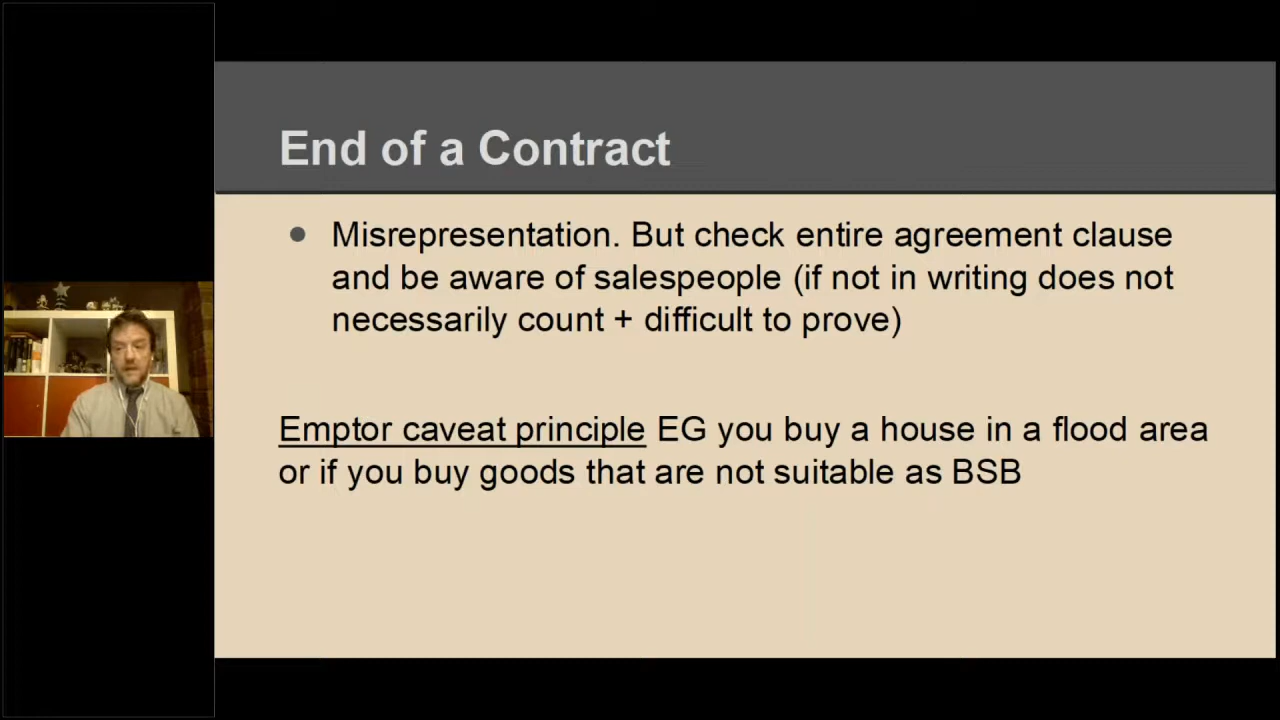 End of a Contract
● Misrepresentation. But check entire agreement clause
and be aware of salespeople (if not in writing does not
necessarily count + difficult to prove)
Emptor caveat principle EG you buy a house in a flood area
or if you buy goods that are not suitable as BSB